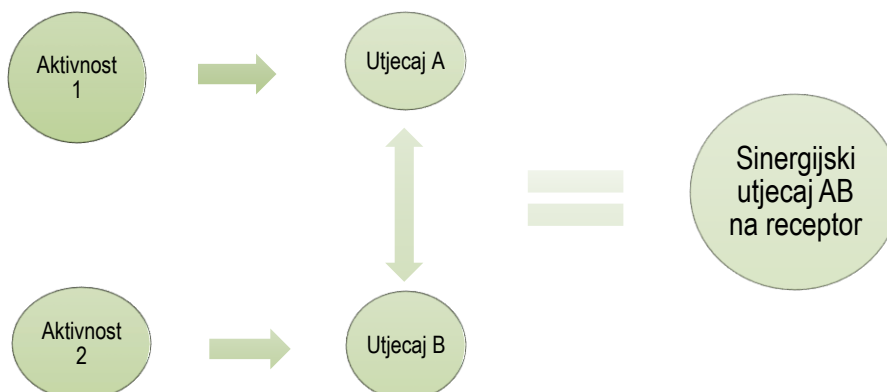 Aktivnost
1
Utjecaj A
Sinergijski
utjecaj AB
na receptor
Aktivnost
2
Utjecaj B